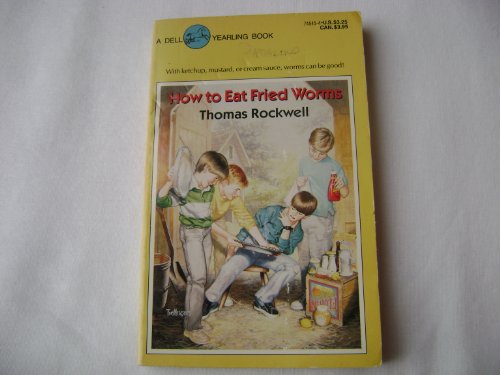 A DELL YEARLING BOOK
U.S. $3.25
CAN. $3.95
With ketchup, mustard, or cream sauce, worms can be good!
How to Eat Fried Worms
Thomas Rockwell